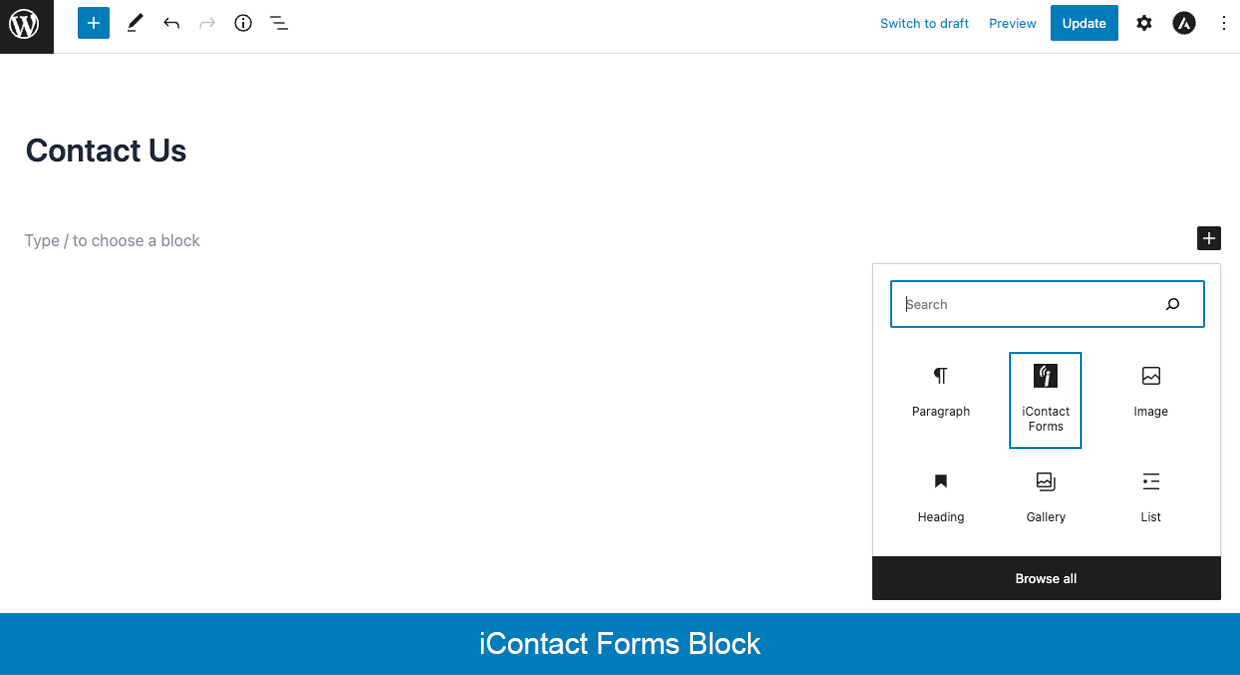 Switch to draft Preview Update
Contact Us
Type / to choose a block
Search
Paragraph iContact Forms Image
Heading Gallery List
Browse all
iContact Forms Block